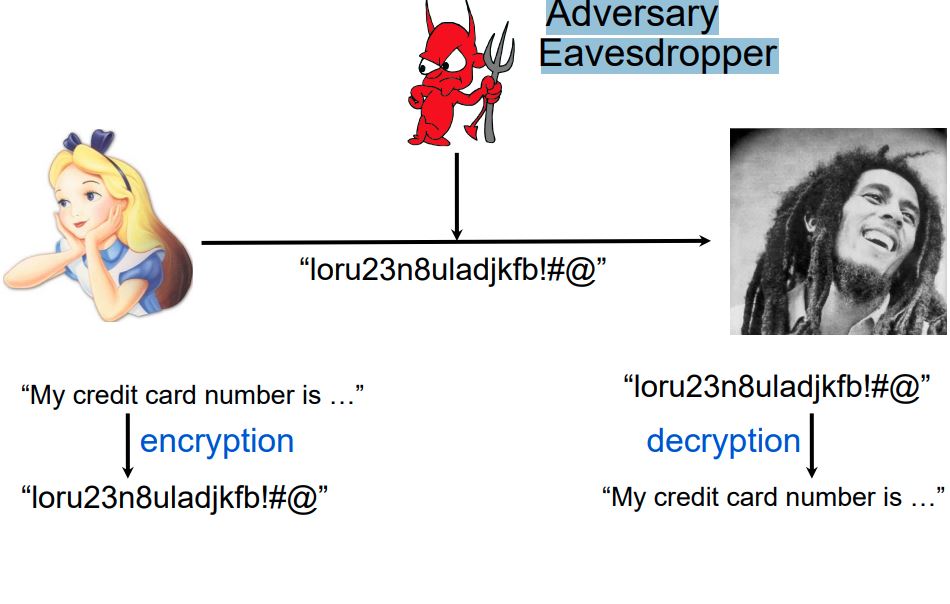 Adversary
Eavesdropper
“loru23n8uladjkfb!#@”
“My credit card number is …”
encryption
“loru23n8uladjkfb!#@”
“loru23n8uladjkfb!#@”
decryption
“My credit card number is …”